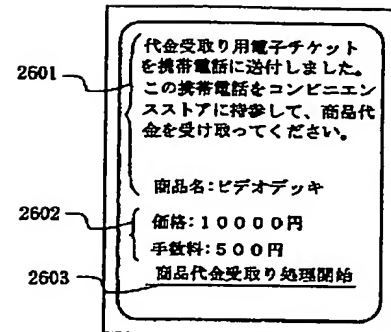 代金受取り用電子チケット
を携帯電話に送付しました。
この携帯電話をコンビニエン
スストアに持参して、商品代
金を受け取ってください。
2601
商品名:ビデオデッキ
2602
価格:10000円
手数料:500円
2603
商品代金受取り処理開始